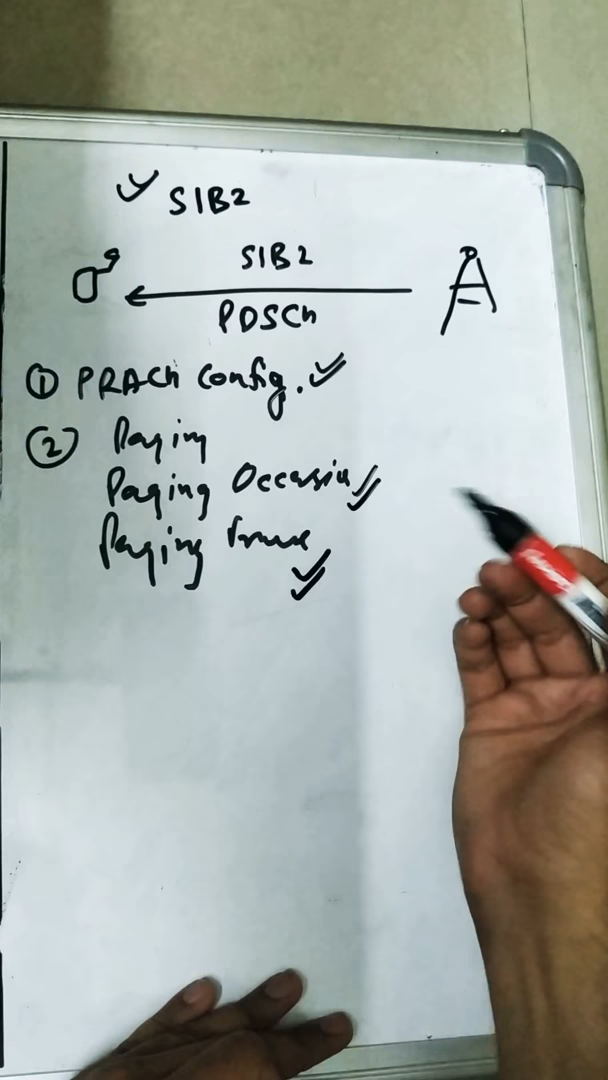 SIB2
SIB2
PDSCh
① PRACh Config.
② Paging
Paging Occasion
Paging Frame